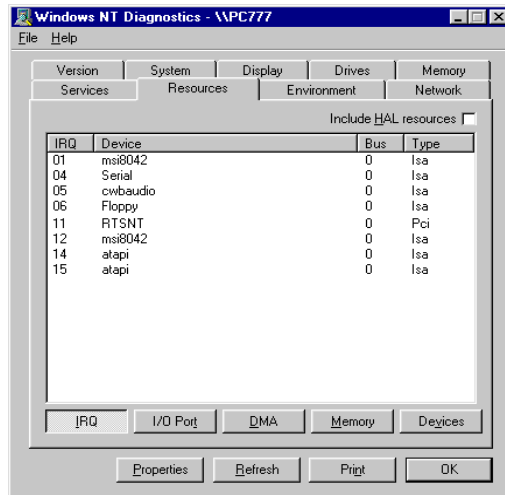 Windows NT Diagnostics - \\PC777
File Help
Version System Display Drives Memory
Services Resources Environment Network
Include HAL resources
IRQ Device Bus Type
01 msi8042 0 Isa
04 Serial 0 Isa
05 cwbaudio 0 Isa
06 Floppy 0 Isa
11 RTSNT 0 Pci
12 msi8042 0 Isa
14 atapi 0 Isa
15 atapi 0 Isa
IRQ I/O Port DMA Memory Devices
Properties Refresh Print OK